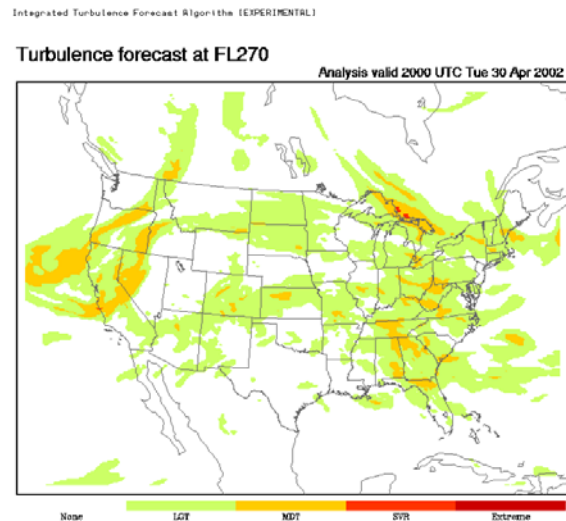 Integrated Turbulence Forecast Algorithm [EXPERIMENTAL]
Turbulence forecast at FL270
Analysis valid 2000 UTC Tue 30 Apr 2002
None LGT MDT SVR Extreme